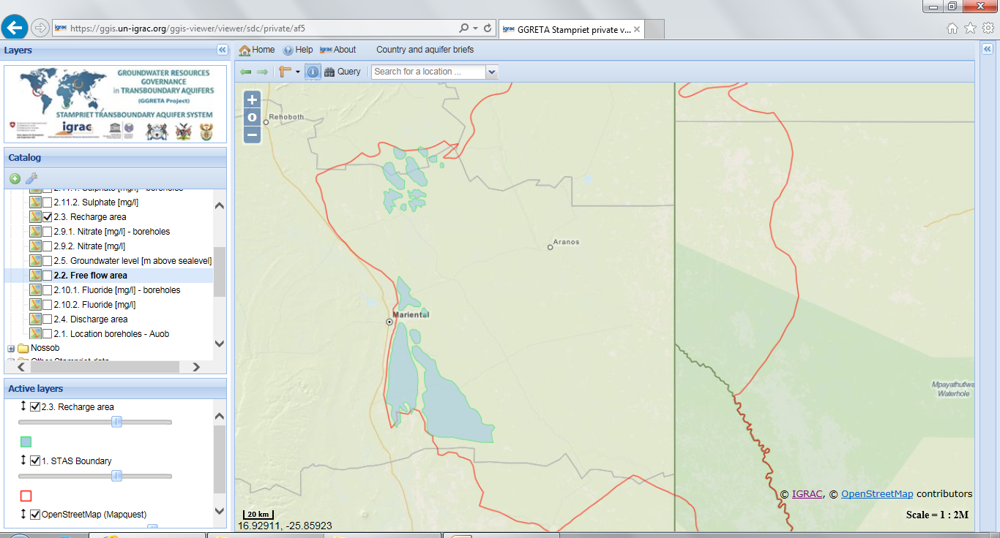 igrac https://ggis.un-igrac.org/ggis-viewer/viewer/sdc/private/af5
igrac GGRETA Stampriet private v...
Layers
Home Help igrac About Country and aquifer briefs
Query Search for a location ...
GROUNDWATER RESOURCES
GOVERNANCE
in TRANSBOUNDARY AQUIFERS
(GGRETA Project)
STAMPRIET TRANSBOUNDARY AQUIFER SYSTEM
igrac
Catalog
2.11.1. Sulphate [mg/l] - boreholes
2.11.2. Sulphate [mg/l]
2.3. Recharge area
2.9.1. Nitrate [mg/l] - boreholes
2.9.2. Nitrate [mg/l]
2.5. Groundwater level [m above sealevel]
2.2. Free flow area
2.10.1. Fluoride [mg/l] - boreholes
2.10.2. Fluoride [mg/l]
2.4. Discharge area
2.1. Location boreholes - Auob
Nossob
Other Stampriet data
Active layers
2.3. Recharge area
1. STAS Boundary
OpenStreetMap (Mapquest)
Rehoboth
Aranos
Mariental
Mpayathutlwa
Waterhole
© IGRAC, © OpenStreetMap contributors
Scale = 1 : 2M
20 km
16.92911, -25.85923